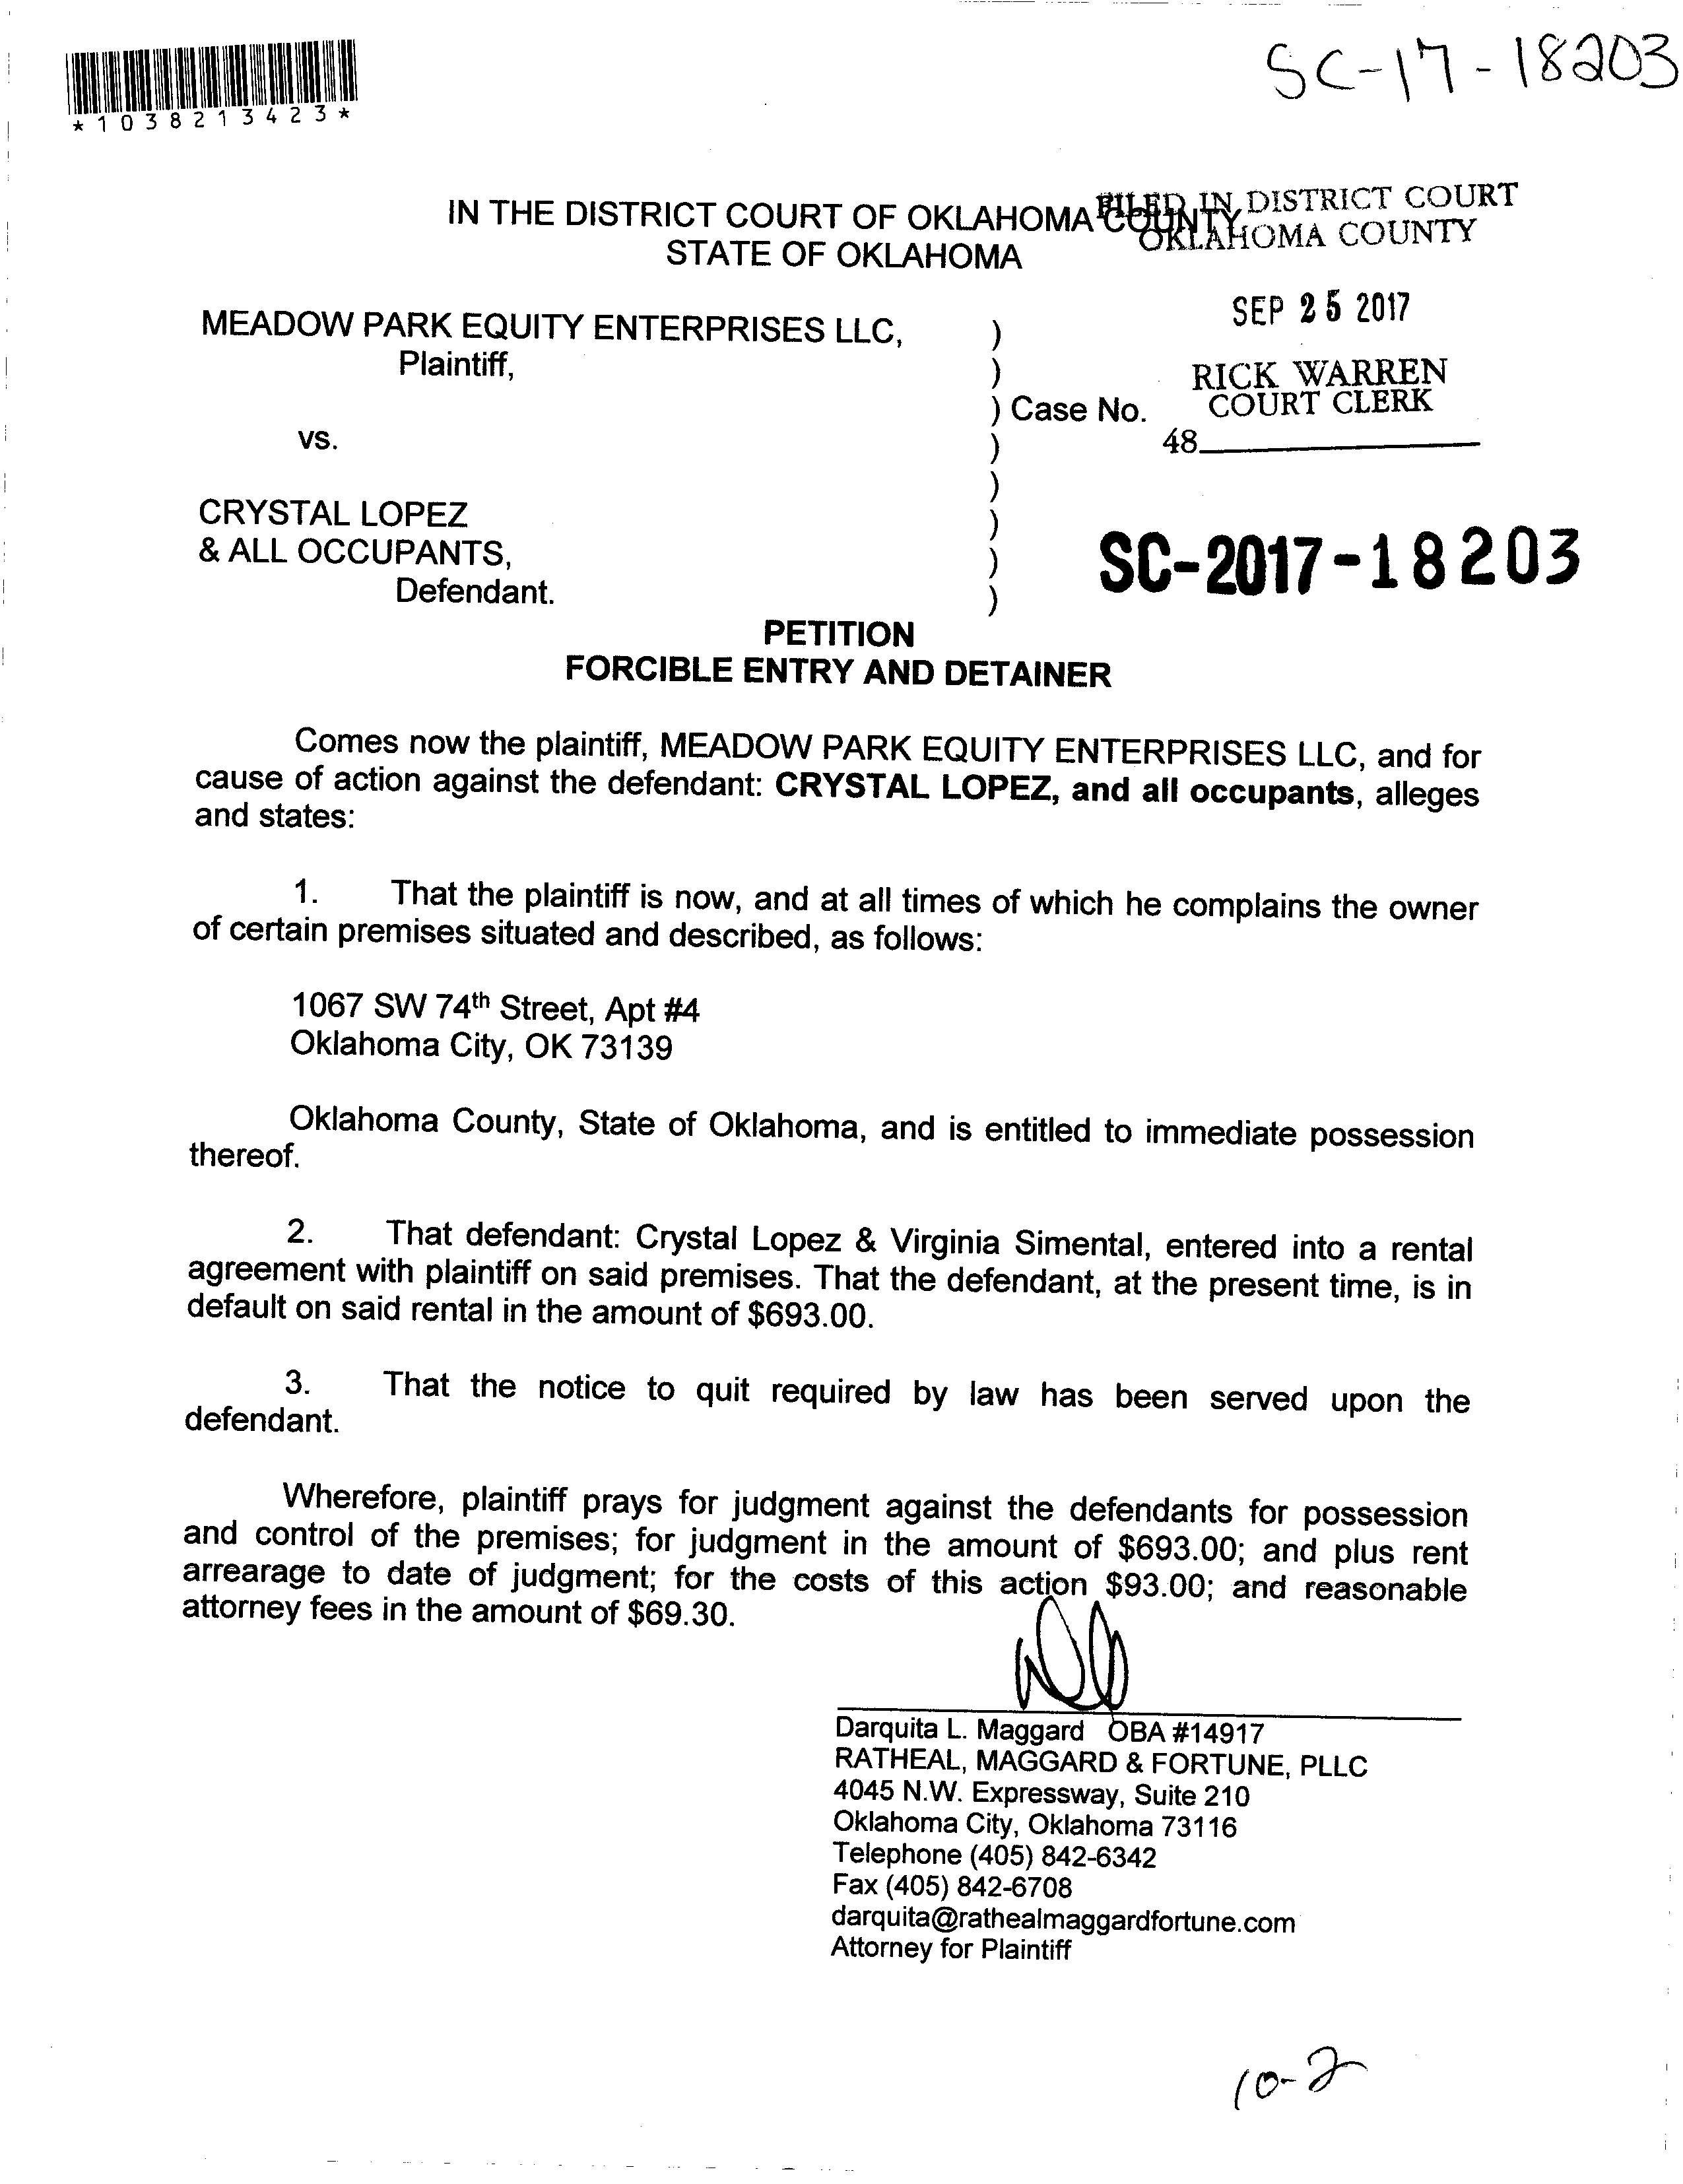 SC-17-18203
*1038213423*
IN THE DISTRICT COURT OF OKLAHOMA COUNTY
STATE OF OKLAHOMA
FILED IN DISTRICT COURT
OKLAHOMA COUNTY
SEP 25 2017
RICK WARREN
COURT CLERK
48
MEADOW PARK EQUITY ENTERPRISES LLC, )
Plaintiff, )
) Case No.
vs. )
)
CRYSTAL LOPEZ )
& ALL OCCUPANTS, )
Defendant. )
SC-2017-18203
PETITION
FORCIBLE ENTRY AND DETAINER
Comes now the plaintiff, MEADOW PARK EQUITY ENTERPRISES LLC, and for
cause of action against the defendant: CRYSTAL LOPEZ, and all occupants, alleges
and states:
1. That the plaintiff is now, and at all times of which he complains the owner
of certain premises situated and described, as follows:
1067 SW 74th Street, Apt #4
Oklahoma City, OK 73139
Oklahoma County, State of Oklahoma, and is entitled to immediate possession
thereof.
2. That defendant: Crystal Lopez & Virginia Simental, entered into a rental
agreement with plaintiff on said premises. That the defendant, at the present time, is in
default on said rental in the amount of $693.00.
3. That the notice to quit required by law has been served upon the
defendant.
Wherefore, plaintiff prays for judgment against the defendants for possession
and control of the premises; for judgment in the amount of $693.00; and plus rent
arrearage to date of judgment; for the costs of this action $93.00; and reasonable
attorney fees in the amount of $69.30.
Darquita L. Maggard OBA #14917
RATHEAL, MAGGARD & FORTUNE, PLLC
4045 N.W. Expressway, Suite 210
Oklahoma City, Oklahoma 73116
Telephone (405) 842-6342
Fax (405) 842-6708
darquita@rathealmaggardfortune.com
Attorney for Plaintiff
10-2